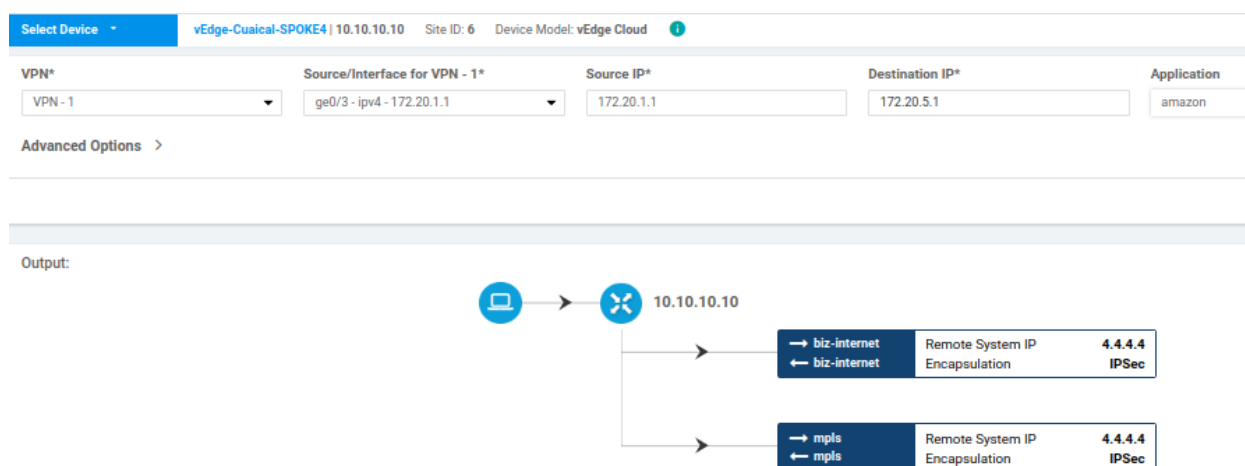 Select Device vEdge-Cuaical-SPOKE4 | 10.10.10.10 Site ID: 6 Device Model: vEdge Cloud i
VPN* Source/Interface for VPN - 1* Source IP* Destination IP* Application
VPN - 1 ge0/3 - ipv4 - 172.20.1.1 172.20.1.1 172.20.5.1 amazon
Advanced Options >
Output:
10.10.10.10
→ biz-internet Remote System IP 4.4.4.4
← biz-internet Encapsulation IPSec
→ mpls Remote System IP 4.4.4.4
← mpls Encapsulation IPSec